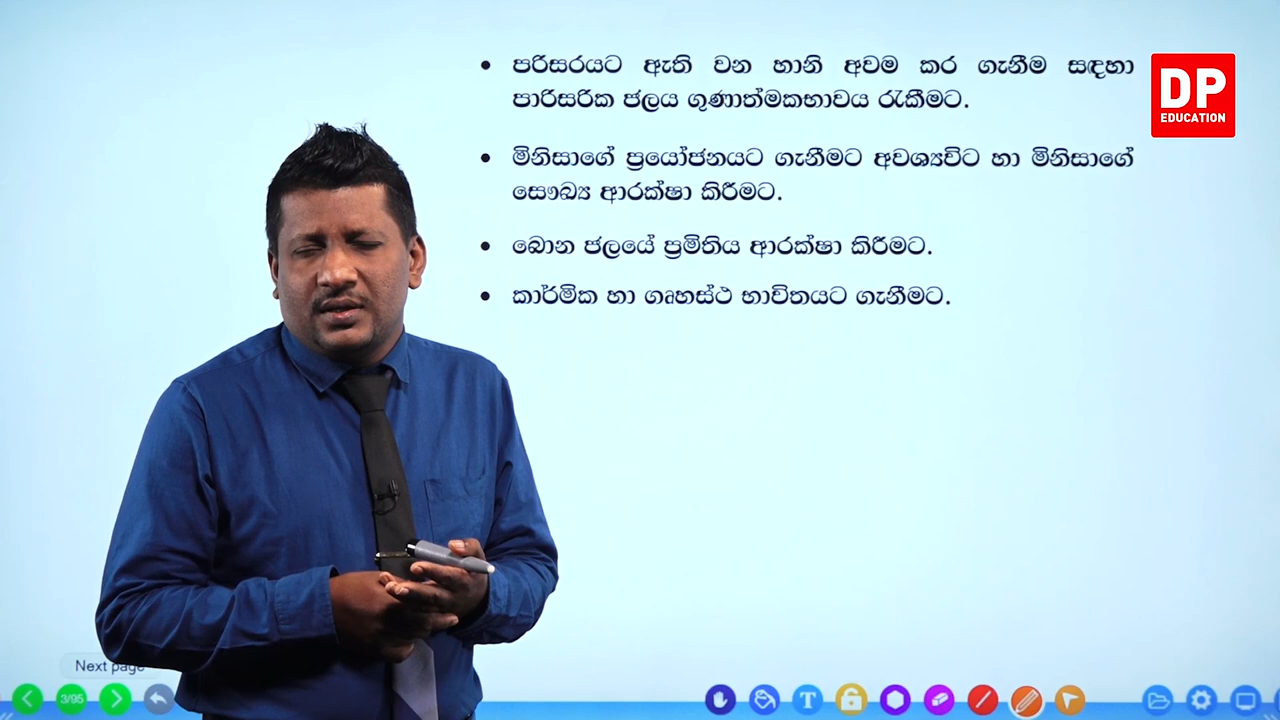 • පරිසරයට ඇති වන හානි අවම කර ගැනීම සඳහා
පාරිසරික ජලය ගුණාත්මකභාවය රැකීමට.
• මිනිසාගේ ප්‍රයෝජනයට ගැනීමට අවශ්‍යවිට හා මිනිසාගේ
සෞඛ්‍ය ආරක්ෂා කිරීමට.
• බොන ජලයේ ප්‍රමිතිය ආරක්ෂා කිරීමට.
• කාර්මික හා ගෘහස්ථ භාවිතයට ගැනීමට.
DP
EDUCATION
Next page
3/95
T